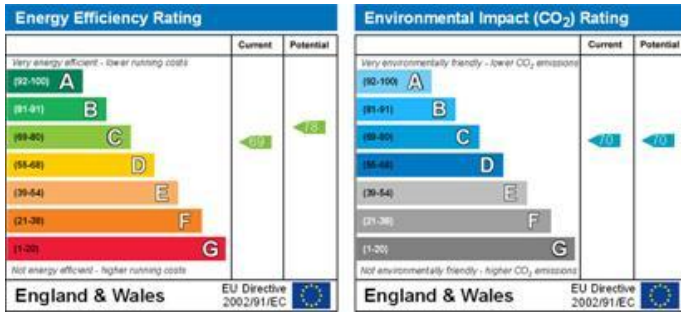 Energy Efficiency Rating
Current Potential
Very energy efficient - lower running costs
(92-100) A
(81-91) B
(69-80) C
(55-68) D
(39-54) E
(21-38) F
(1-20) G
69
78
Not energy efficient - higher running costs
England & Wales
EU Directive
2002/91/EC
Environmental Impact (CO₂) Rating
Current Potential
Very environmentally friendly - lower CO₂ emissions
(92-100) A
(81-91) B
(69-80) C
(55-68) D
(39-54) E
(21-38) F
(1-20) G
70
70
Not environmentally friendly - higher CO₂ emissions
England & Wales
EU Directive
2002/91/EC